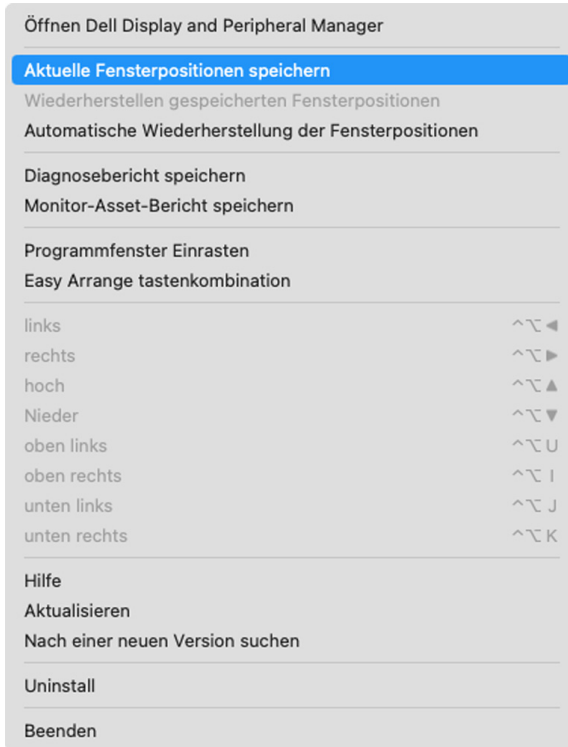 Öffnen Dell Display and Peripheral Manager
Aktuelle Fensterpositionen speichern
Wiederherstellen gespeicherten Fensterpositionen
Automatische Wiederherstellung der Fensterpositionen
Diagnosebericht speichern
Monitor-Asset-Bericht speichern
Programmfenster Einrasten
Easy Arrange tastenkombination
links ^⌥◀
rechts ^⌥▶
hoch ^⌥▲
Nieder ^⌥▼
oben links ^⌥U
oben rechts ^⌥I
unten links ^⌥J
unten rechts ^⌥K
Hilfe
Aktualisieren
Nach einer neuen Version suchen
Uninstall
Beenden